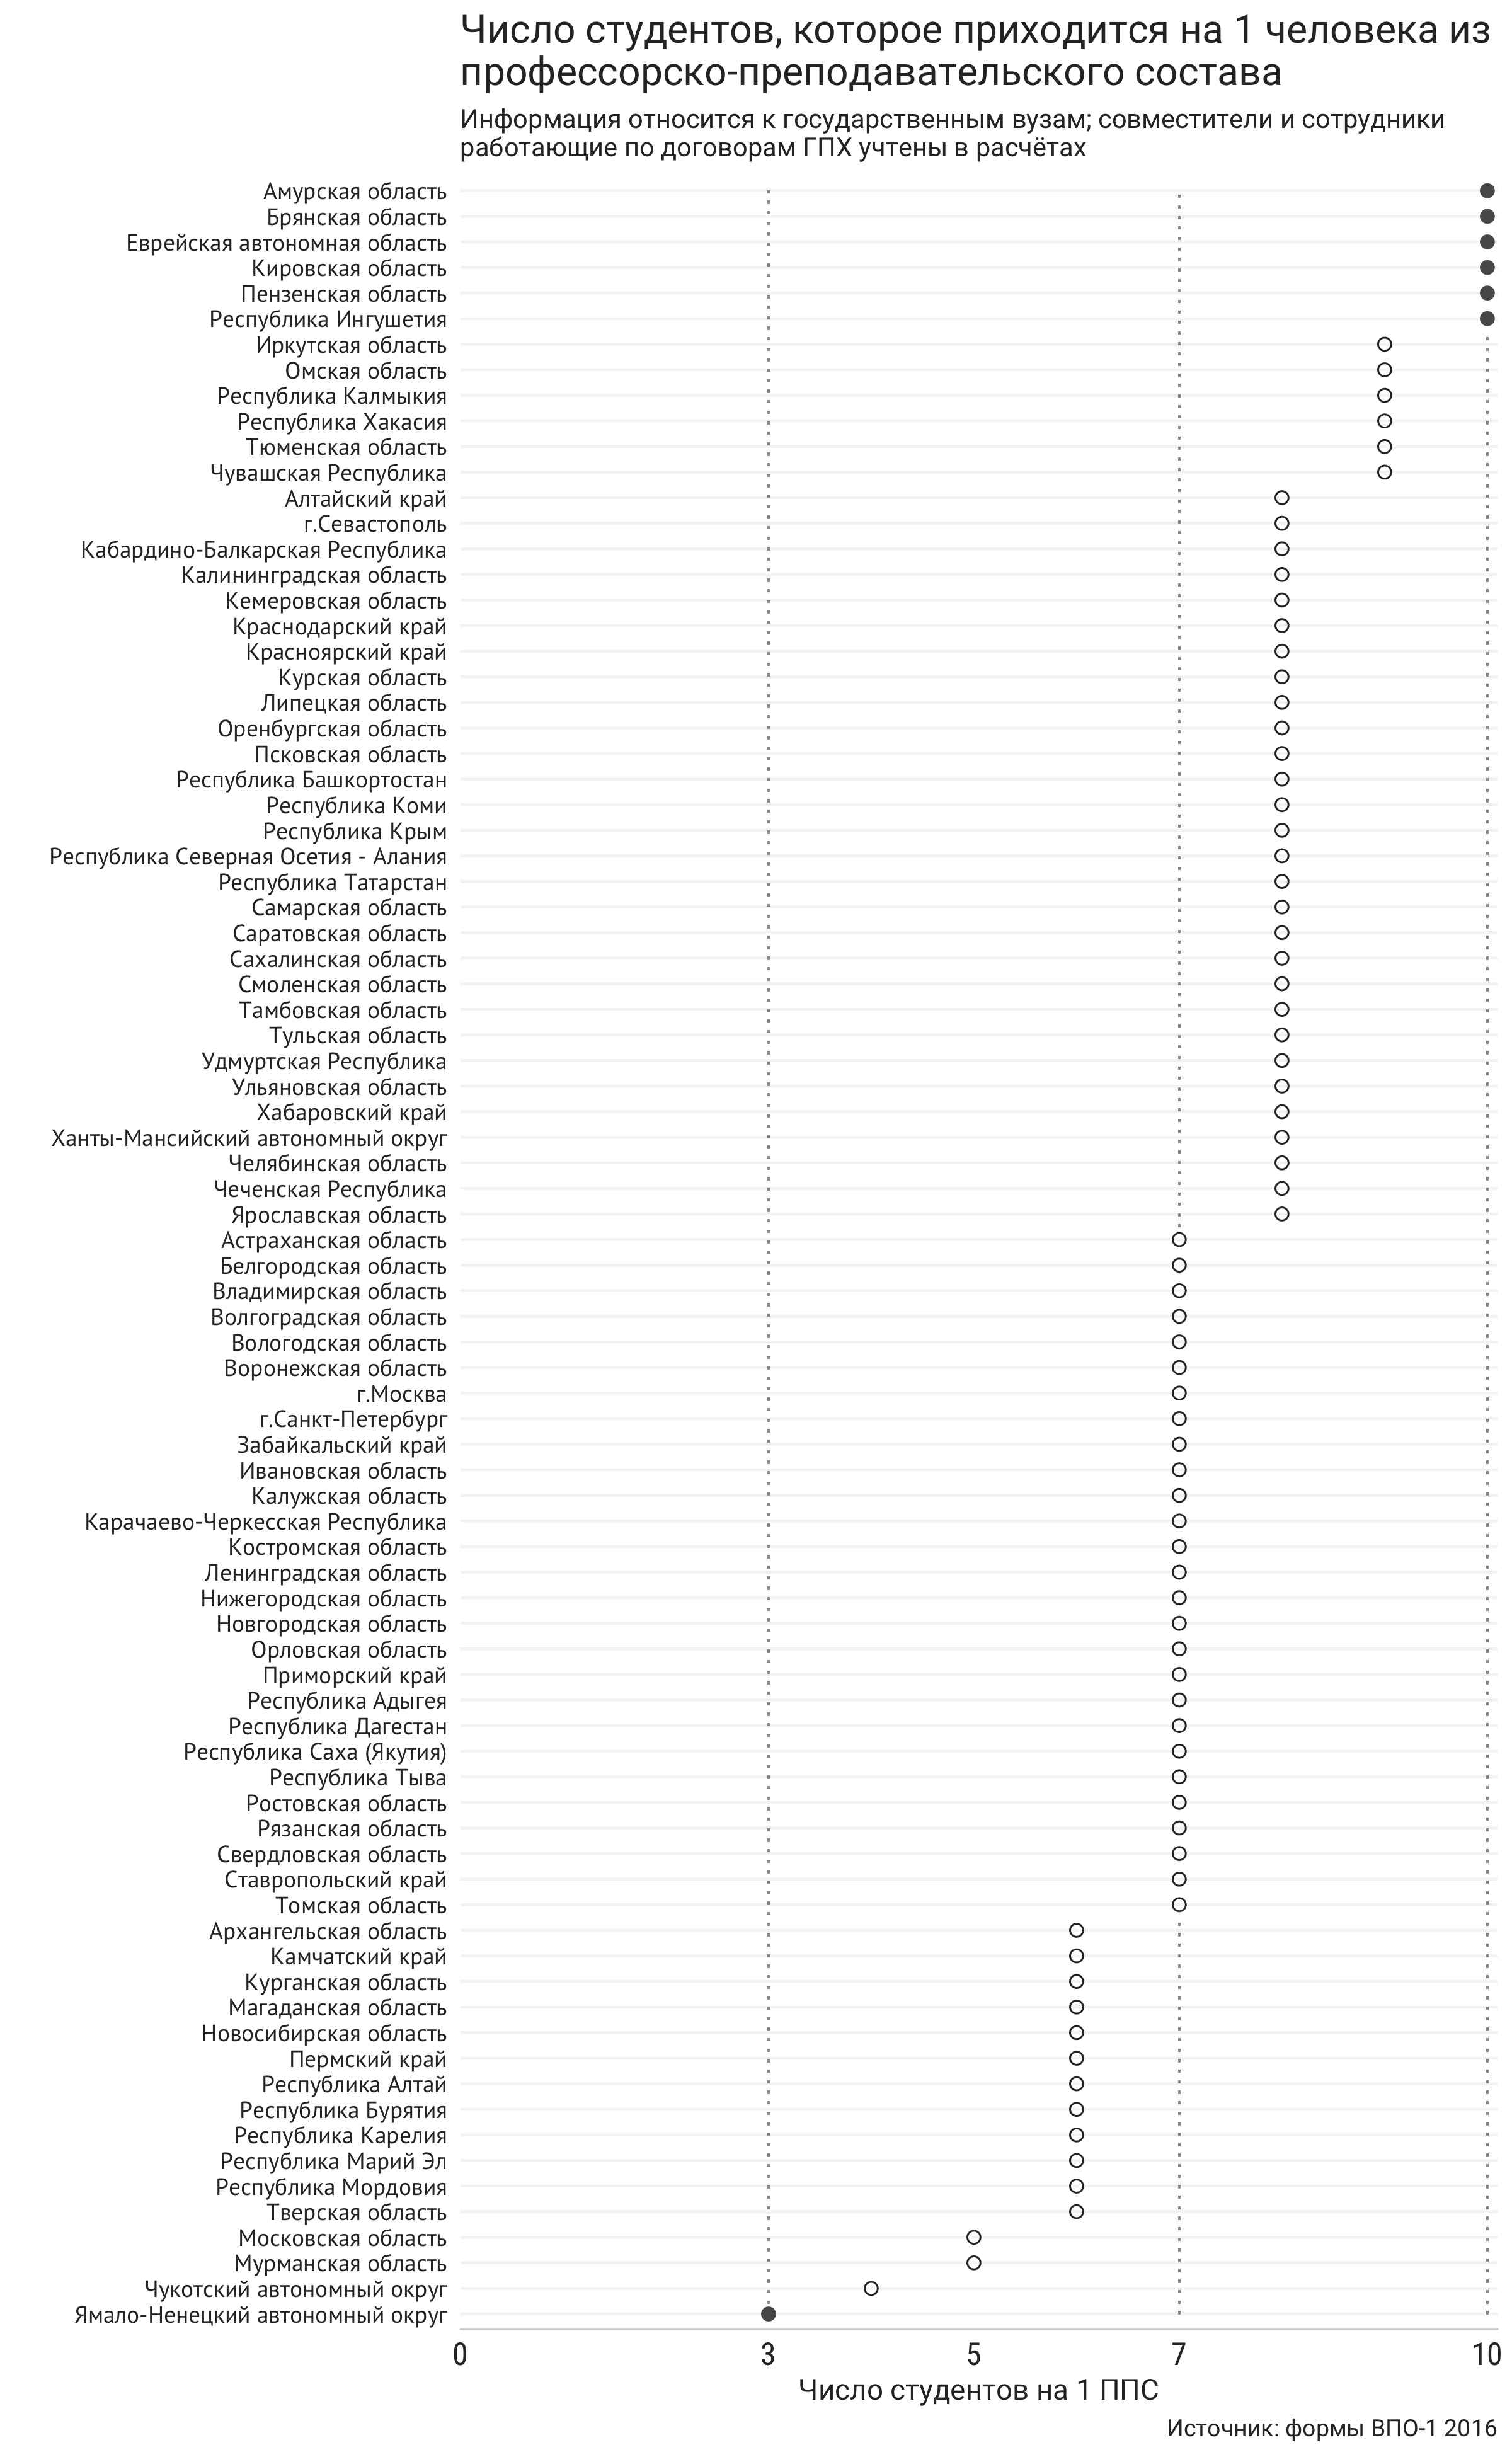 Число студентов, которое приходится на 1 человека из
профессорско-преподавательского состава
Информация относится к государственным вузам; совместители и сотрудники
работающие по договорам ГПХ учтены в расчётах
Амурская область
Брянская область
Еврейская автономная область
Кировская область
Пензенская область
Республика Ингушетия
Иркутская область
Омская область
Республика Калмыкия
Республика Хакасия
Тюменская область
Чувашская Республика
Алтайский край
г.Севастополь
Кабардино-Балкарская Республика
Калининградская область
Кемеровская область
Краснодарский край
Красноярский край
Курская область
Липецкая область
Оренбургская область
Псковская область
Республика Башкортостан
Республика Коми
Республика Крым
Республика Северная Осетия - Алания
Республика Татарстан
Самарская область
Саратовская область
Сахалинская область
Смоленская область
Тамбовская область
Тульская область
Удмуртская Республика
Ульяновская область
Хабаровский край
Ханты-Мансийский автономный округ
Челябинская область
Чеченская Республика
Ярославская область
Астраханская область
Белгородская область
Владимирская область
Волгоградская область
Вологодская область
Воронежская область
г.Москва
г.Санкт-Петербург
Забайкальский край
Ивановская область
Калужская область
Карачаево-Черкесская Республика
Костромская область
Ленинградская область
Нижегородская область
Новгородская область
Орловская область
Приморский край
Республика Адыгея
Республика Дагестан
Республика Саха (Якутия)
Республика Тыва
Ростовская область
Рязанская область
Свердловская область
Ставропольский край
Томская область
Архангельская область
Камчатский край
Курганская область
Магаданская область
Новосибирская область
Пермский край
Республика Алтай
Республика Бурятия
Республика Карелия
Республика Марий Эл
Республика Мордовия
Тверская область
Московская область
Мурманская область
Чукотский автономный округ
Ямало-Ненецкий автономный округ
0 3 5 7 10
Число студентов на 1 ППС
Источник: формы ВПО-1 2016